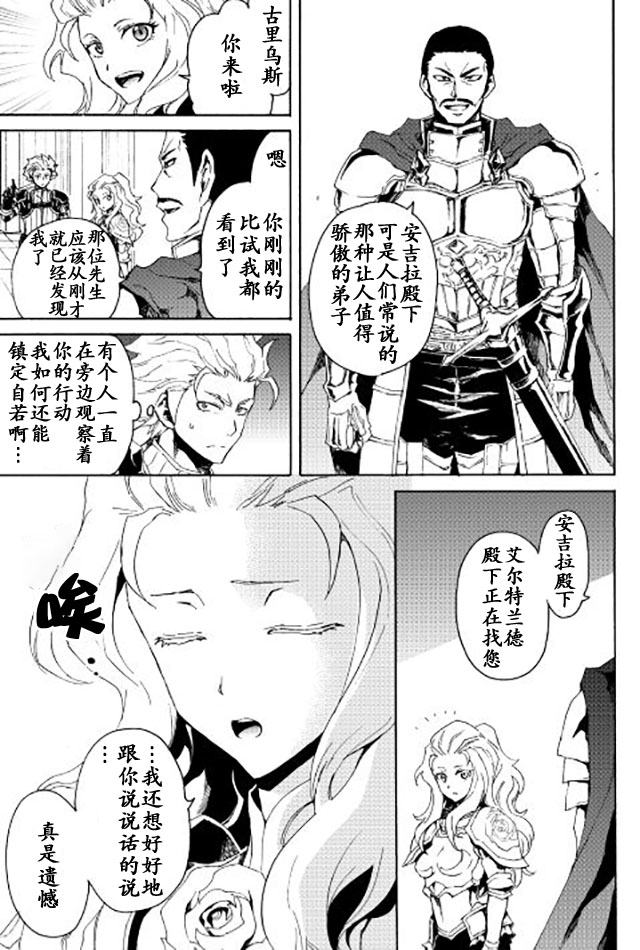 安吉拉殿下
可是人们常说的
那种让人值得
骄傲的弟子
古里乌斯
你来啦
嗯
你刚刚的
比试我都
看到了
那位先生
应该从刚才
就已经发现
我了
有个人一直
在旁边观察着
你的行动
我如何还能
镇定自若啊…
安吉拉殿下
艾尔特兰德
殿下正在找您
唉…
…我还想好好地
…跟你说说话的说
真是遗憾